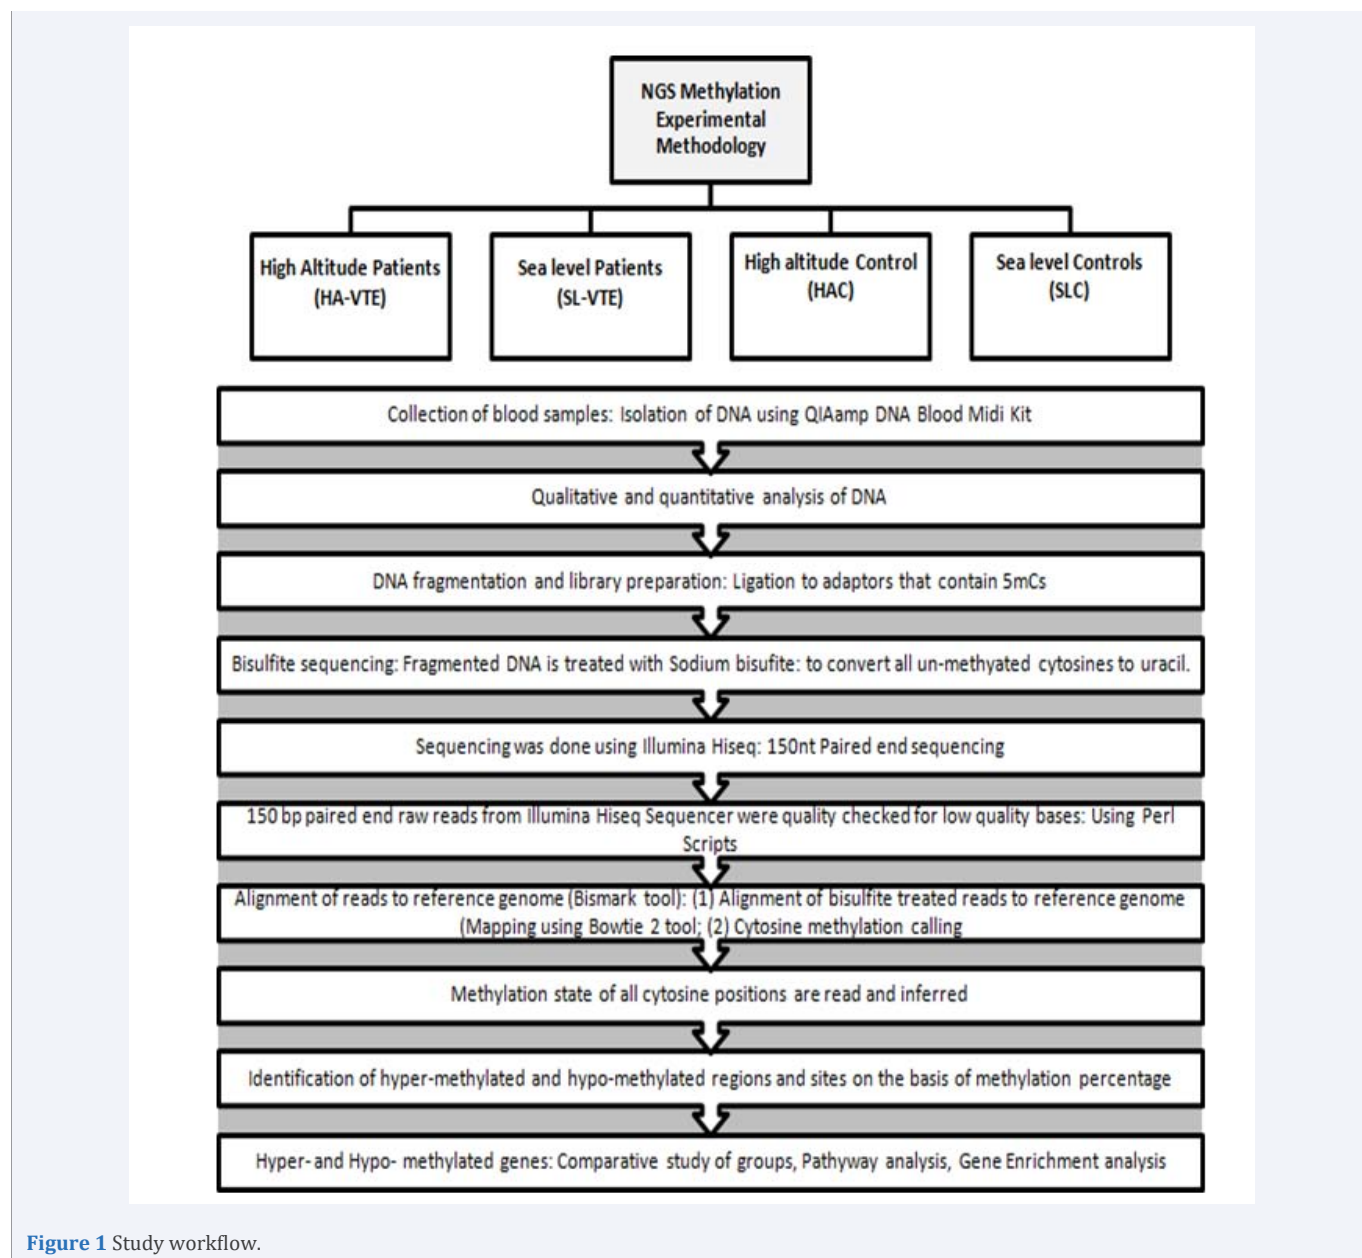 NGS Methylation
Experimental
Methodology
High Altitude Patients
(HA-VTE)
Sea level Patients
(SL-VTE)
High altitude Control
(HAC)
Sea level Controls
(SLC)
Collection of blood samples: Isolation of DNA using QIAamp DNA Blood Midi Kit
Qualitative and quantitative analysis of DNA
DNA fragmentation and library preparation: Ligation to adaptors that contain 5mCs
Bisulfite sequencing: Fragmented DNA is treated with Sodium bisufite: to convert all un-methyated cytosines to uracil.
Sequencing was done using Illumina Hiseq: 150nt Paired end sequencing
150 bp paired end raw reads from Illumina Hiseq Sequencer were quality checked for low quality bases: Using Perl
Scripts
Alignment of reads to reference genome (Bismark tool): (1) Alignment of bisulfite treated reads to reference genome
(Mapping using Bowtie 2 tool; (2) Cytosine methylation calling
Methylation state of all cytosine positions are read and inferred
Identification of hyper-methylated and hypo-methylated regions and sites on the basis of methylation percentage
Hyper- and Hypo- methylated genes: Comparative study of groups, Pathyway analysis, Gene Enrichment analysis
Figure 1 Study workflow.